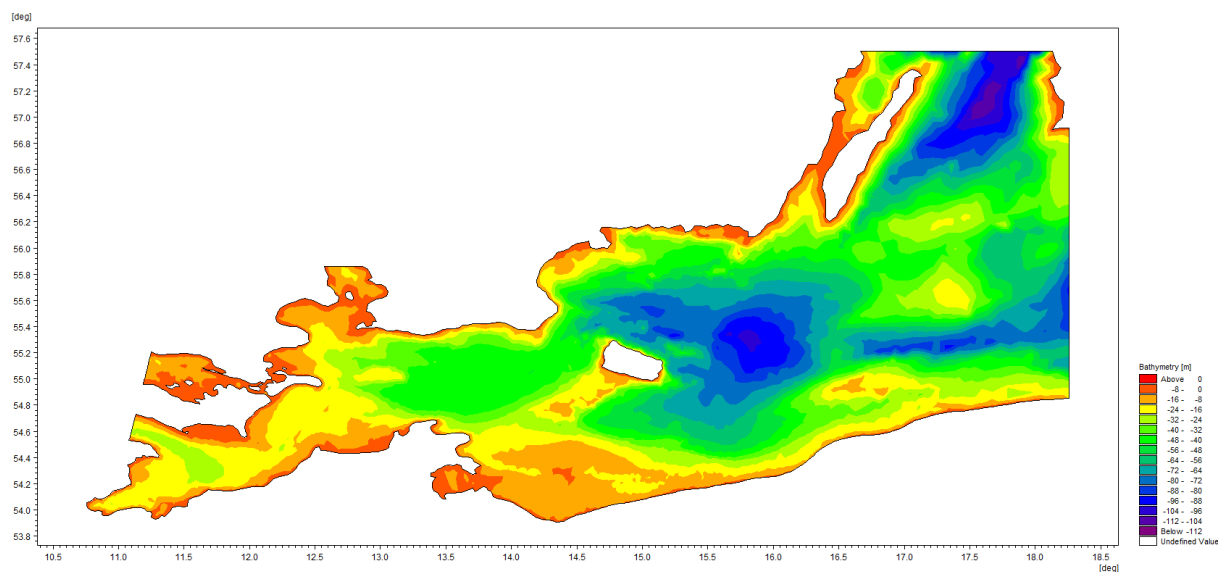 [deg]
57.6
57.4
57.2
57.0
56.8
56.6
56.4
56.2
56.0
55.8
55.6
55.4
55.2
55.0
54.8
54.6
54.4
54.2
54.0
53.8
10.5 11.0 11.5 12.0 12.5 13.0 13.5 14.0 14.5 15.0 15.5 16.0 16.5 17.0 17.5 18.0 18.5
[deg]
Bathymetry [m]
Above 0
-8 - 0
-16 - -8
-24 - -16
-32 - -24
-40 - -32
-48 - -40
-56 - -48
-64 - -56
-72 - -64
-80 - -72
-88 - -80
-96 - -88
-104 - -96
-112 - -104
Below -112
Undefined Value